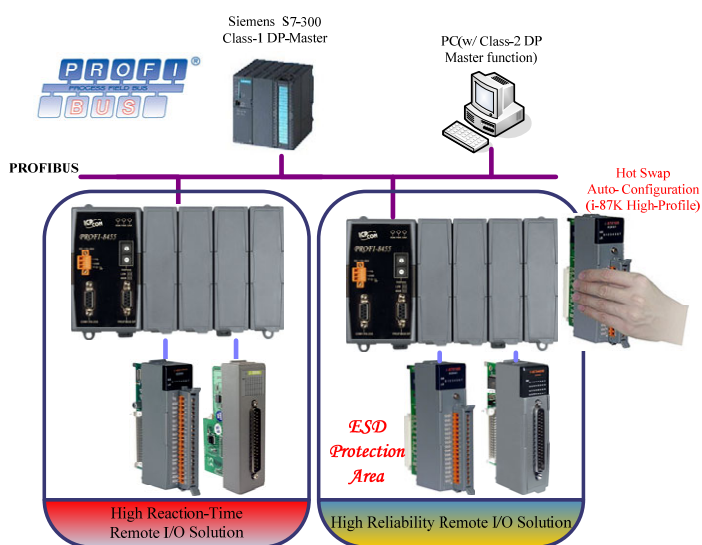 Siemens S7-300
Class-1 DP-Master
PC(w/ Class-2 DP
Master function)
PROFI
®
PROCESS FIELD BUS
BUS
PROFIBUS
Hot Swap
Auto- Configuration
(i-87K High-Profile)
PROFI-8455
PROFI-8455
ESD
Protection
Area
High Reaction-Time
Remote I/O Solution
High Reliability Remote I/O Solution